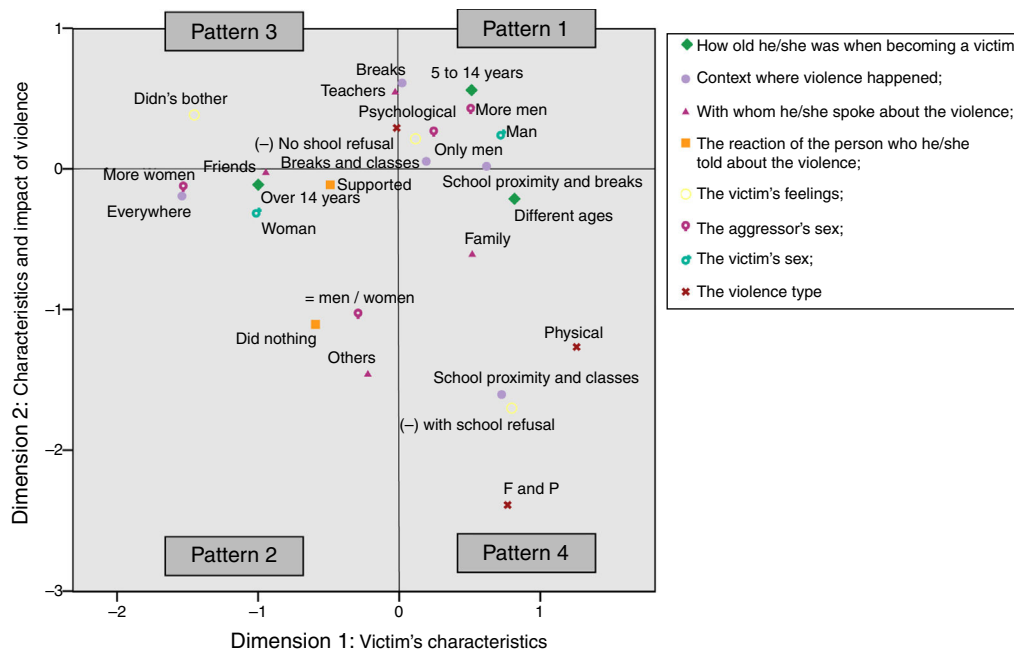 Pattern 3
Pattern 1
1
0
−1
−2
−3
Dimension 2: Characteristics and impact of violence
Breaks
5 to 14 years
Teachers
Didn's bother
Psychological
More men
Man
(–) No shool refusal
Only men
Breaks and classes
Friends
More women
Supported
School proximity and breaks
Over 14 years
Everywhere
Different ages
Woman
Family
= men / women
Did nothing
Physical
Others
School proximity and classes
(–) with school refusal
F and P
Pattern 2
Pattern 4
−2
−1
0
1
Dimension 1: Victim's characteristics
How old he/she was when becoming a victim
Context where violence happened;
With whom he/she spoke about the violence;
The reaction of the person who he/she
told about the violence;
The victim's feelings;
The aggressor's sex;
The victim's sex;
The violence type